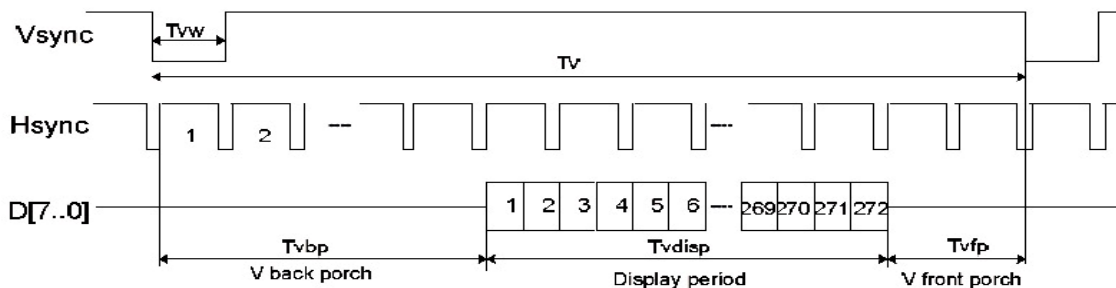 Vsync
Tvw
Tv
Hsync
1 2 --- ----
D[7..0]
1 2 3 4 5 6 ---- 269 270 271 272
Tvbp Tvdisp Tvfp
V back porch Display period V front porch